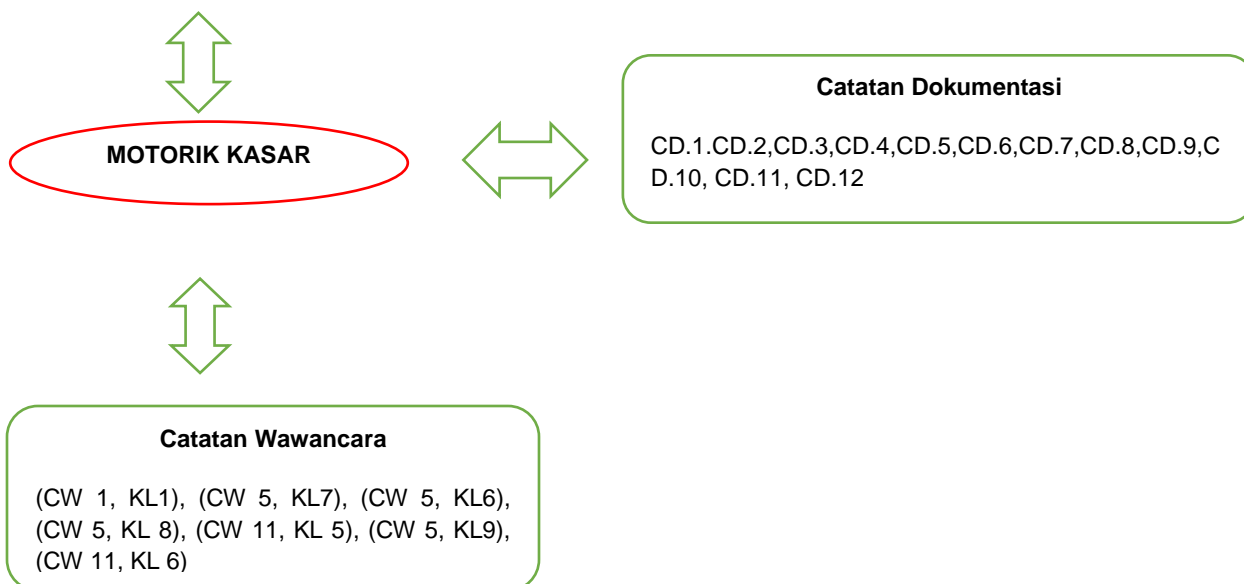 Catatan Dokumentasi
MOTORIK KASAR
CD.1.CD.2,CD.3,CD.4,CD.5,CD.6,CD.7,CD.8,CD.9,C
D.10, CD.11, CD.12
Catatan Wawancara
(CW 1, KL1), (CW 5, KL7), (CW 5, KL6),
(CW 5, KL 8), (CW 11, KL 5), (CW 5, KL9),
(CW 11, KL 6)